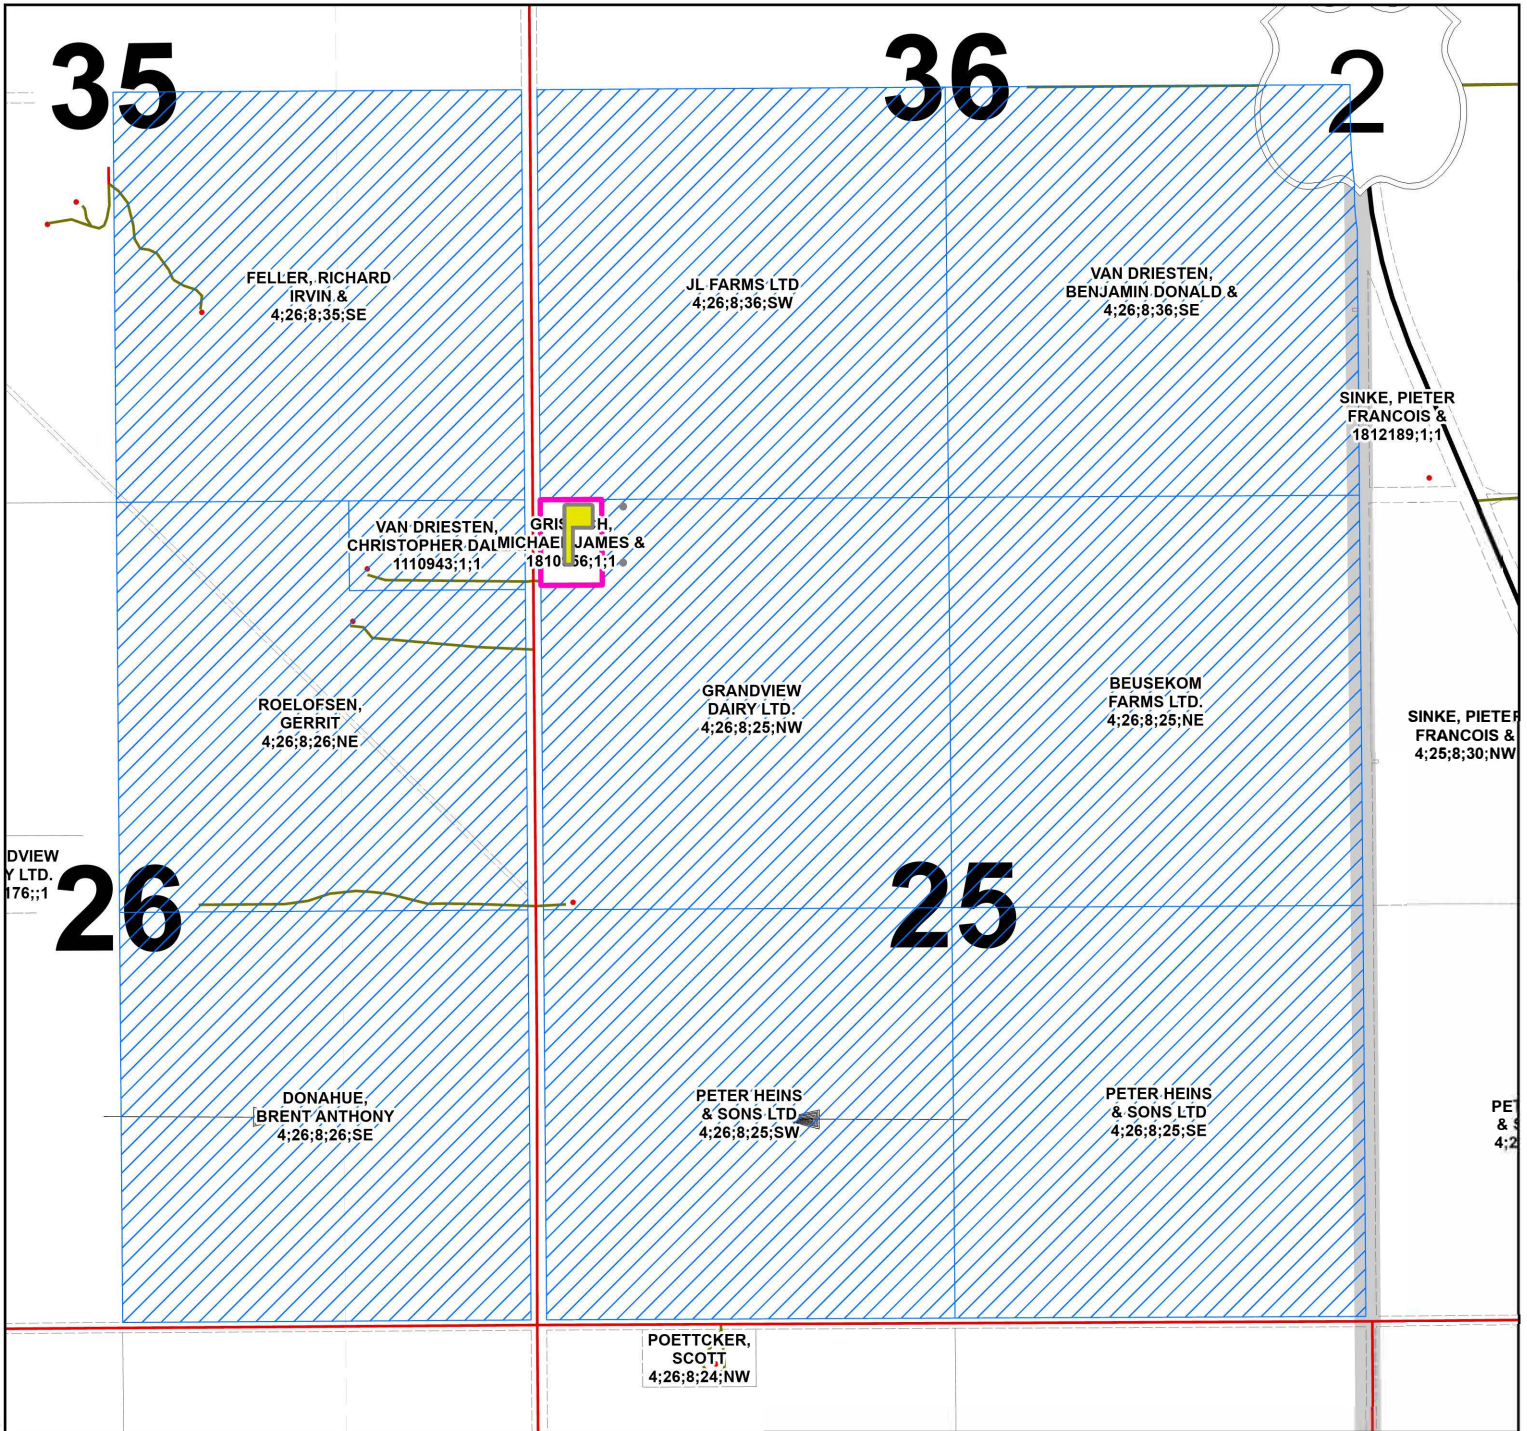 35
36
2
FELLER, RICHARD
IRVIN &
4;26;8;35;SE
JL FARMS LTD
4;26;8;36;SW
VAN DRIESTEN,
BENJAMIN DONALD &
4;26;8;36;SE
SINKE, PIETER
FRANCOIS &
1812189;1;1
VAN DRIESTEN,
CHRISTOPHER DAL
1110943;1;1
MICHAEL JAMES &
ROELOFSEN,
GERRIT
4;26;8;26;NE
GRANDVIEW
DAIRY LTD.
4;26;8;25;NW
BEUSEKOM
FARMS LTD.
4;26;8;25;NE
SINKE, PIETER
FRANCOIS &
4;25;8;30;NW
DVIEW
Y LTD.
176;;1
26
25
DONAHUE,
BRENT ANTHONY
4;26;8;26;SE
PETER HEINS
& SONS LTD
4;26;8;25;SW
PETER HEINS
& SONS LTD
4;26;8;25;SE
PET
& S
4;2
POETTCKER,
SCOTT
4;26;8;24;NW